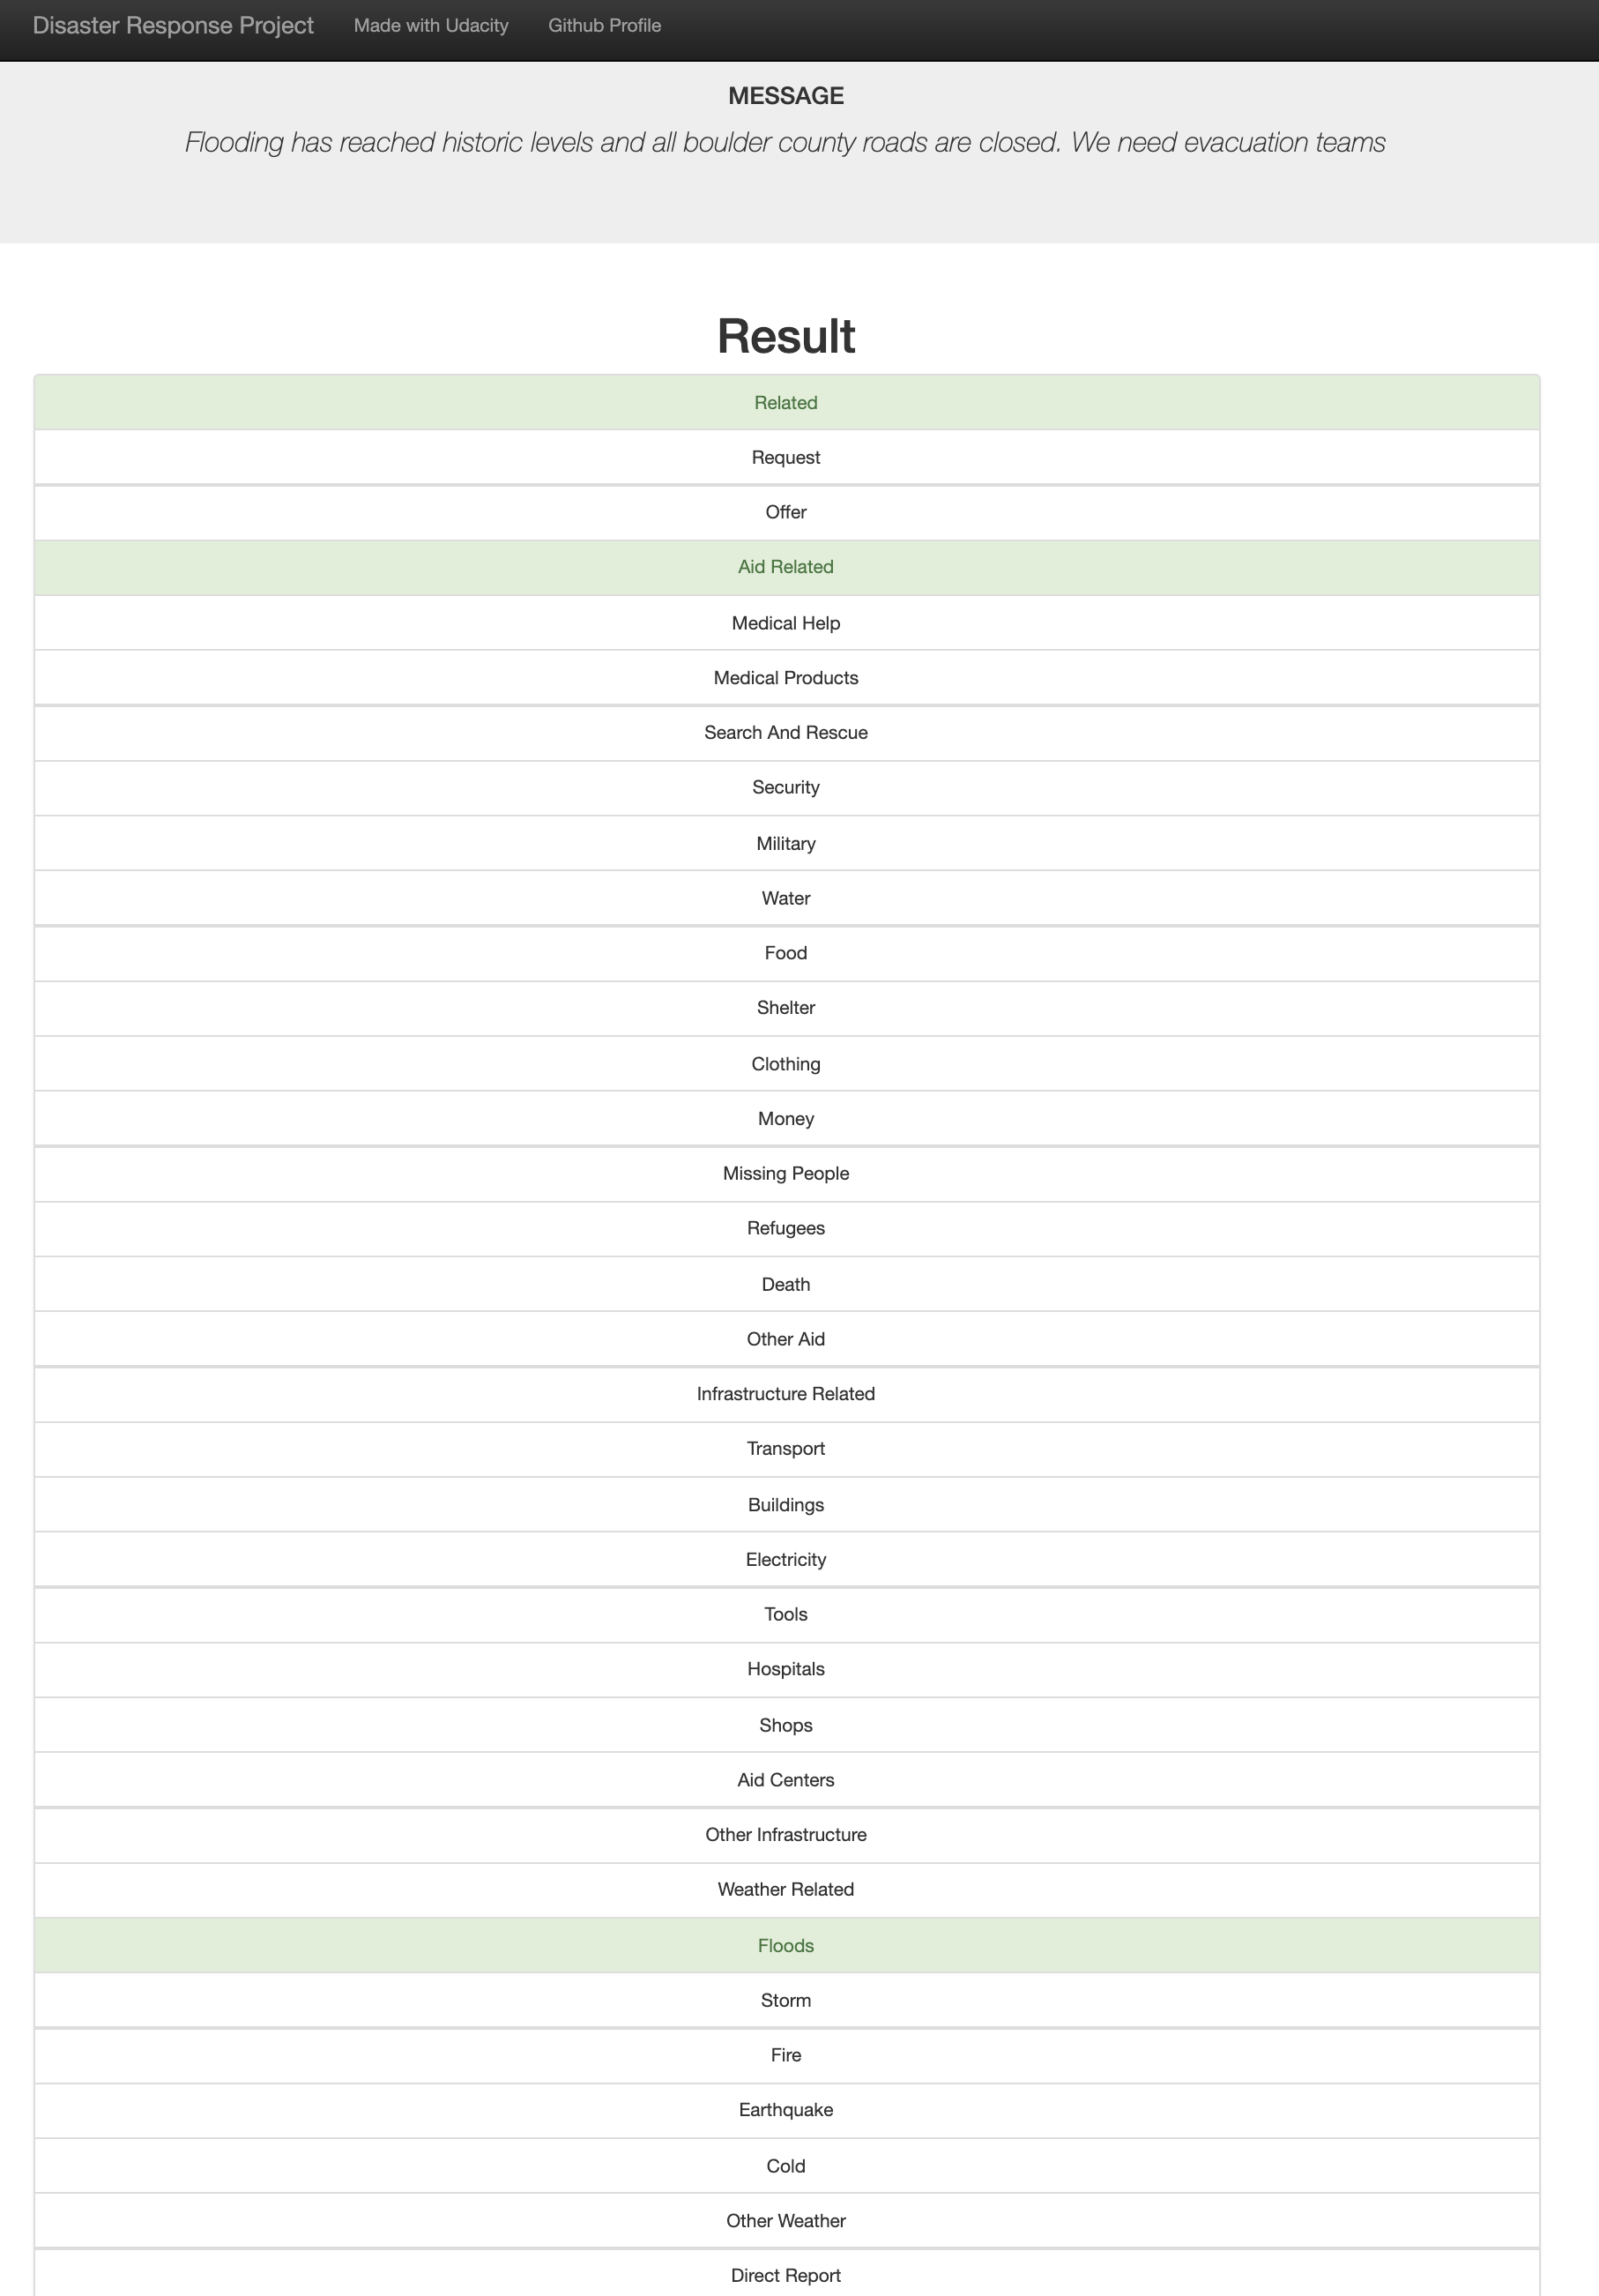 Disaster Response Project Made with Udacity Github Profile
MESSAGE
Flooding has reached historic levels and all boulder county roads are closed. We need evacuation teams
Result
Related
Request
Offer
Aid Related
Medical Help
Medical Products
Search And Rescue
Security
Military
Water
Food
Shelter
Clothing
Money
Missing People
Refugees
Death
Other Aid
Infrastructure Related
Transport
Buildings
Electricity
Tools
Hospitals
Shops
Aid Centers
Other Infrastructure
Weather Related
Floods
Storm
Fire
Earthquake
Cold
Other Weather
Direct Report